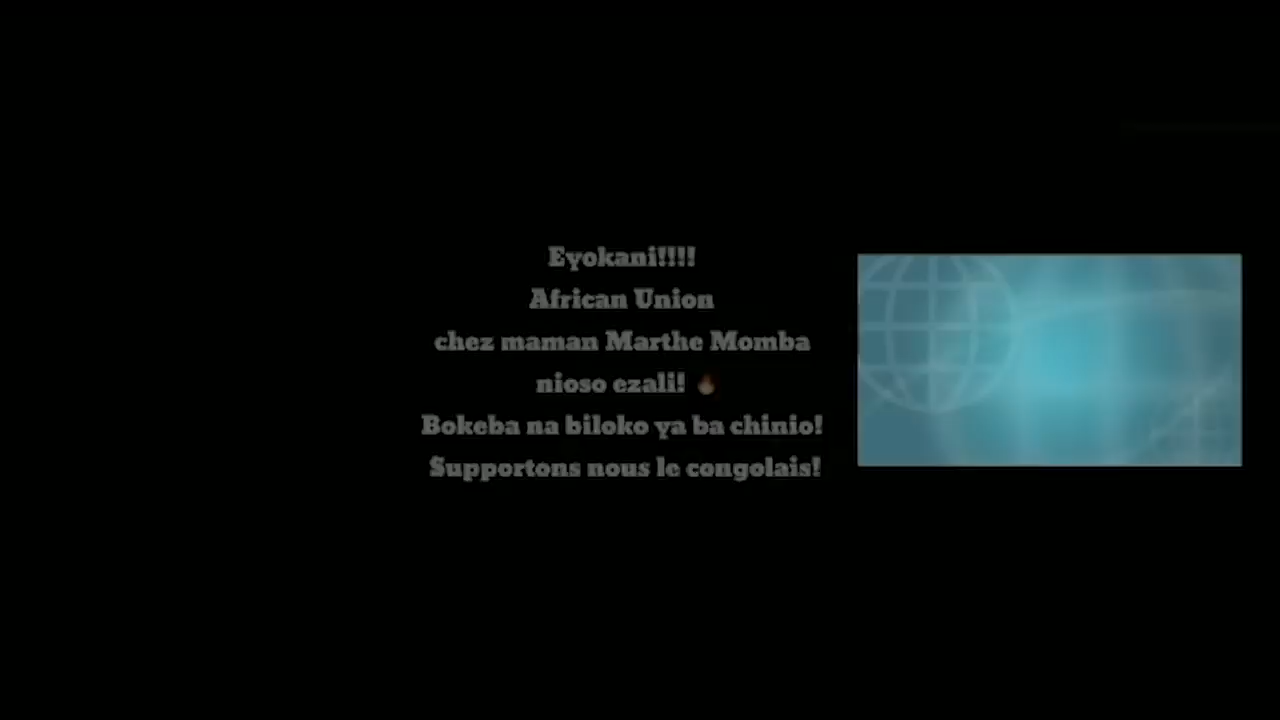 Eyokani!!!!
African Union
chez maman Marthe Momba
nioso ezali! 🔥
Bokeba na biloko ya ba chinio!
Supportons nous le congolais!